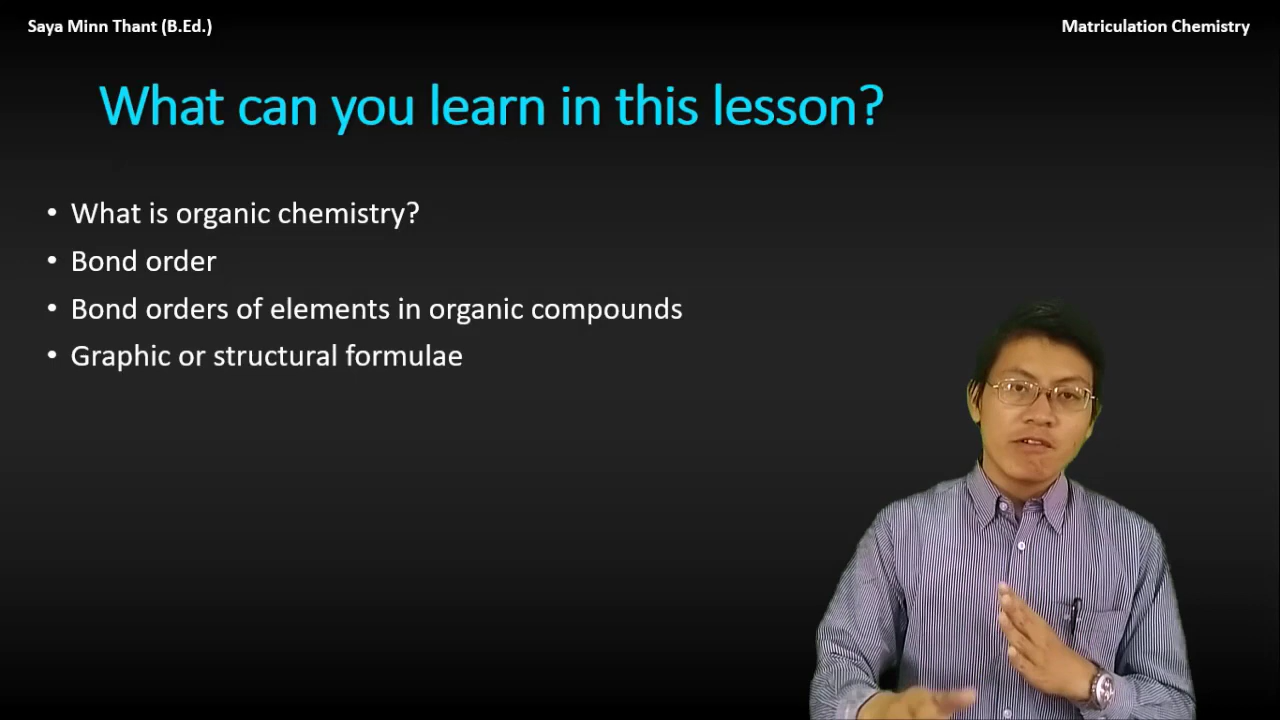 Saya Minn Thant (B.Ed.)
Matriculation Chemistry
What can you learn in this lesson?
• What is organic chemistry?
• Bond order
• Bond orders of elements in organic compounds
• Graphic or structural formulae